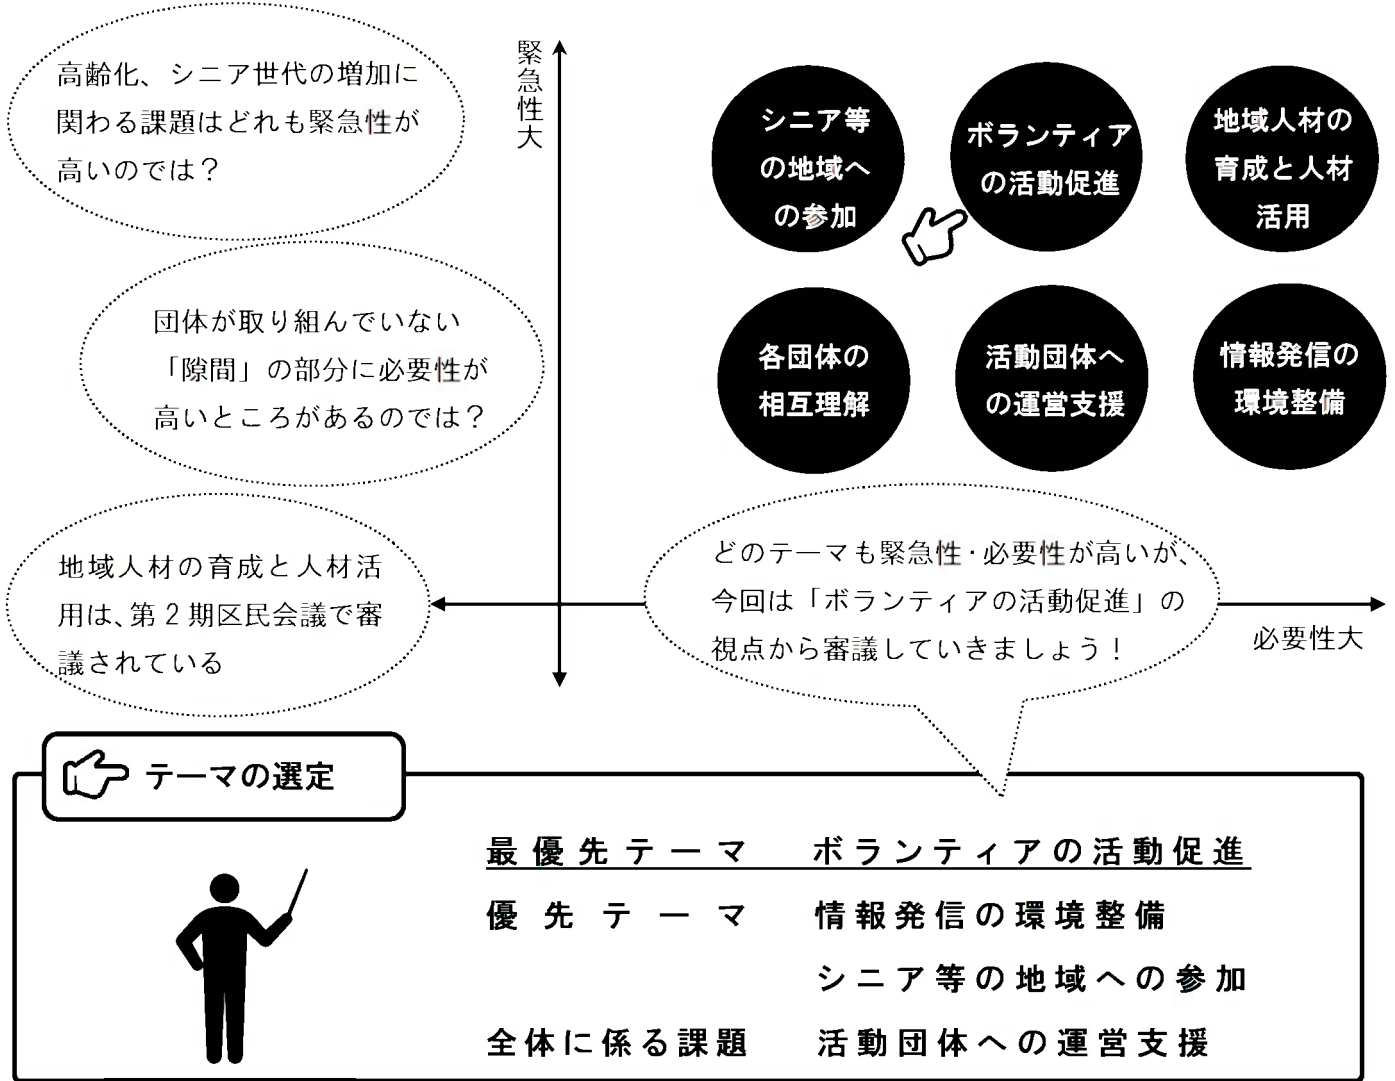 高齢化、シニア世代の増加に
関わる課題はどれも緊急性が
高いのでは？
団体が取り組んでいない
「隙間」の部分に必要性が
高いところがあるのでは？
地域人材の育成と人材活
用は、第２期区民会議で審
議されている
緊急性大
シニア等
の地域へ
の参加
ボランティア
の活動促進
地域人材の
育成と人材
活用
各団体の
相互理解
活動団体へ
の運営支援
情報発信の
環境整備
どのテーマも緊急性・必要性が高いが、
今回は「ボランティアの活動促進」の
視点から審議していきましょう！
必要性大
テーマの選定
最優先テーマ　ボランティアの活動促進
優先テーマ　情報発信の環境整備
シニア等の地域への参加
全体に係る課題　活動団体への運営支援